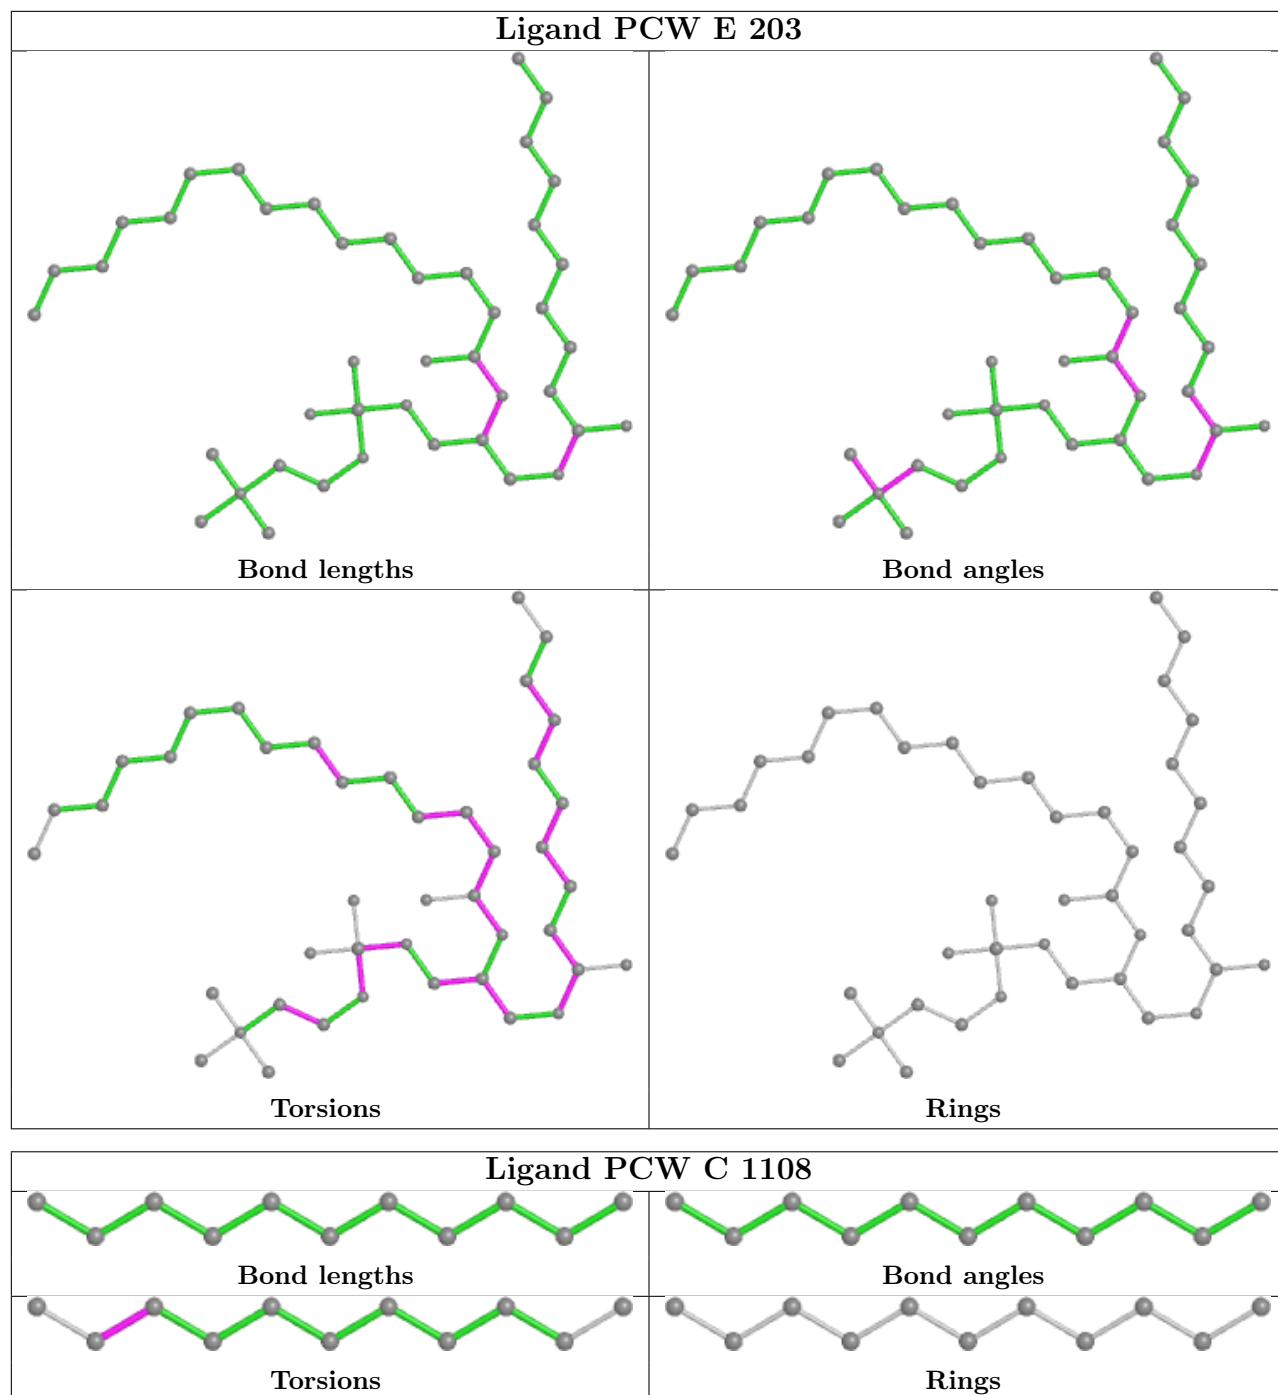 Ligand PCW E 203
Bond lengths
Bond angles
Torsions
Rings
Ligand PCW C 1108
Bond lengths
Bond angles
Torsions
Rings